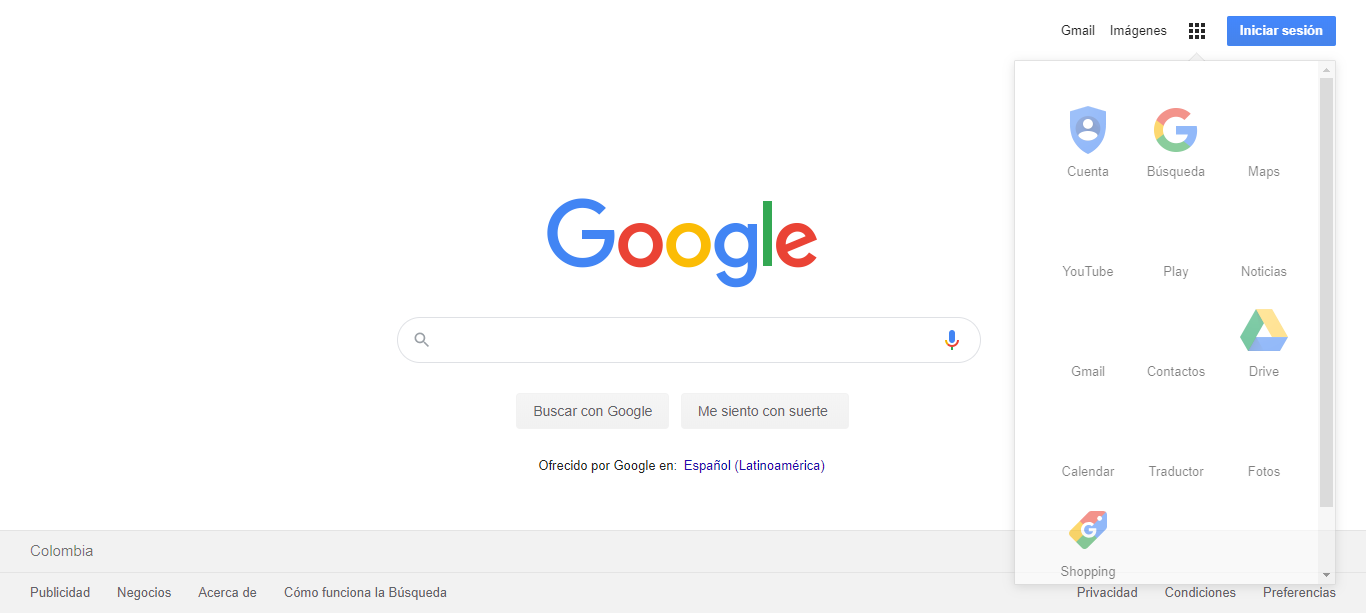 Gmail Imágenes Iniciar sesión
Cuenta Búsqueda Maps
Google
YouTube Play Noticias
Gmail Contactos Drive
Buscar con Google Me siento con suerte
Ofrecido por Google en: Español (Latinoamérica)
Calendar Traductor Fotos
Colombia
Shopping
Publicidad Negocios Acerca de Cómo funciona la Búsqueda Privacidad Condiciones Preferencias